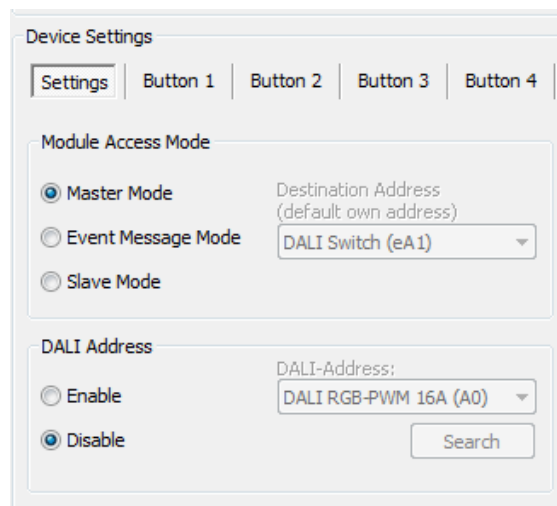 Device Settings
Settings Button 1 Button 2 Button 3 Button 4
Module Access Mode
Master Mode
Destination Address
(default own address)
Event Message Mode
DALI Switch (eA1)
Slave Mode
DALI Address
DALI-Address:
Enable
DALI RGB-PWM 16A (A0)
Disable
Search